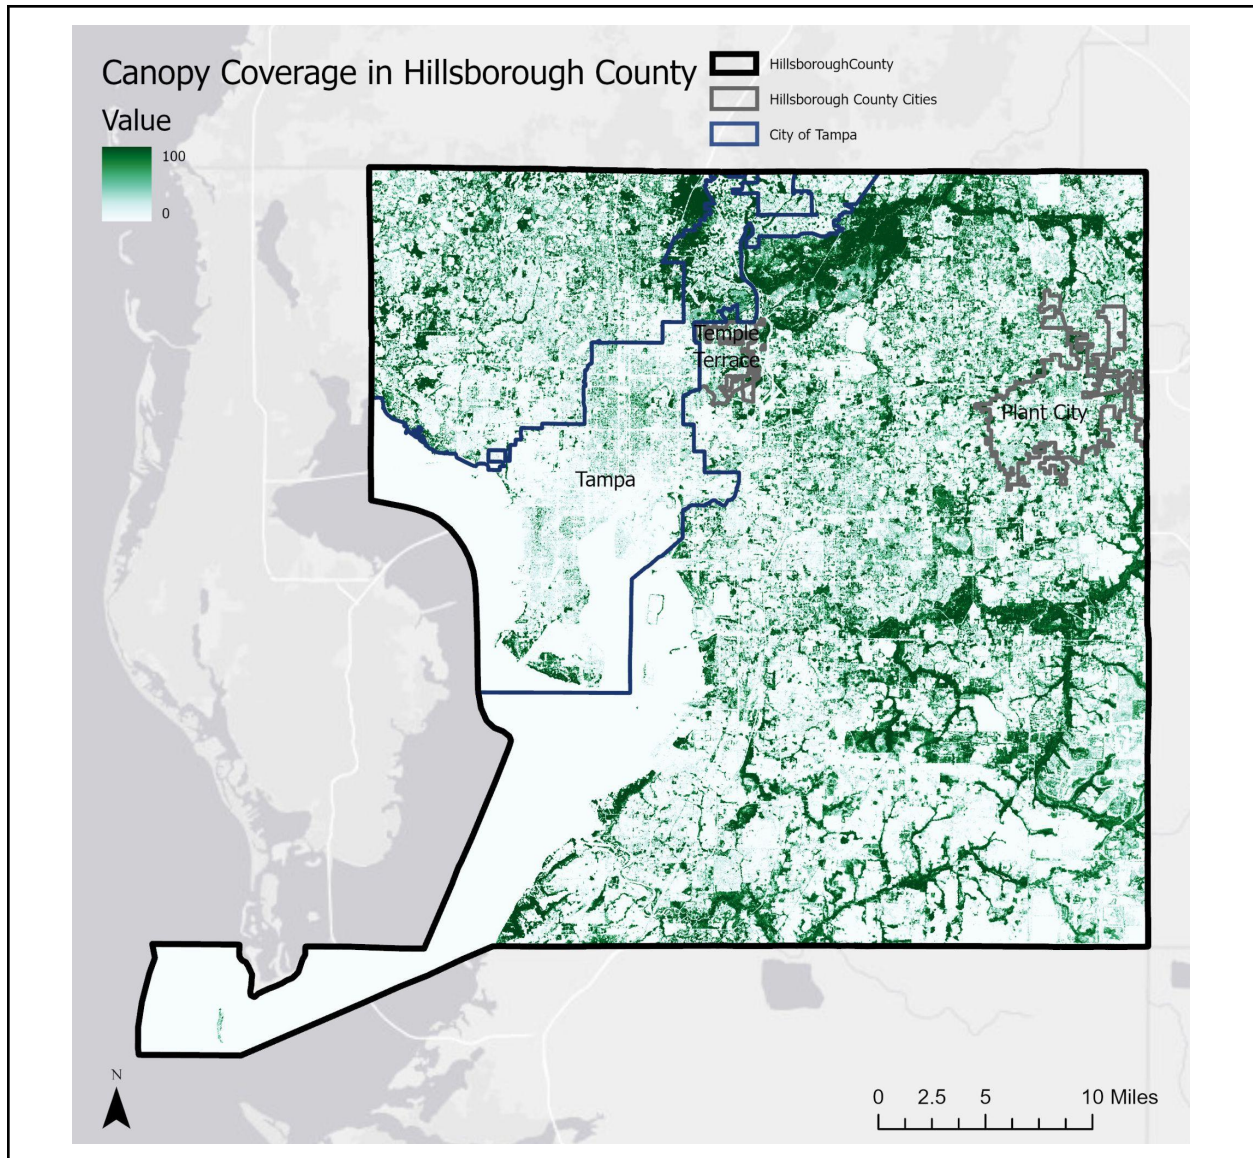 Canopy Coverage in Hillsborough County
Value
100
0
HillsboroughCounty
Hillsborough County Cities
City of Tampa
Temple
Terrace
Plant City
Tampa
N
0 2.5 5 10 Miles